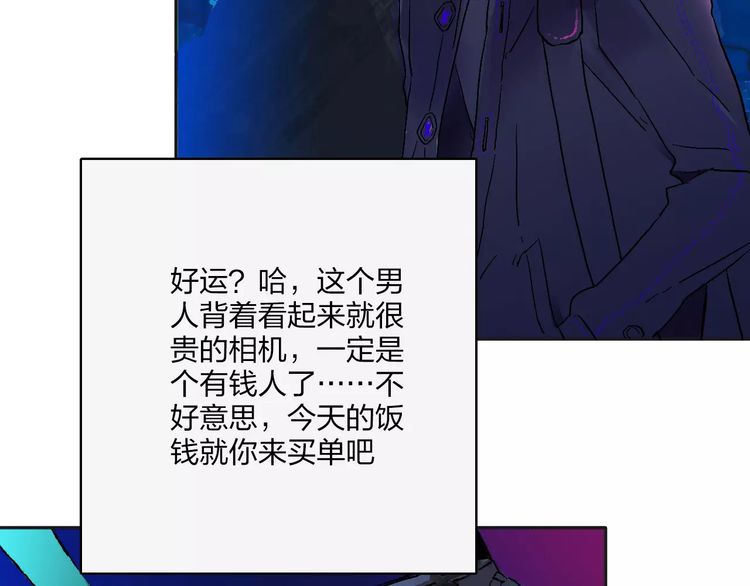 好运？哈，这个男
人背着看起来就很
贵的相机，一定是
个有钱人了……不
好意思，今天的饭
钱就你来买单吧